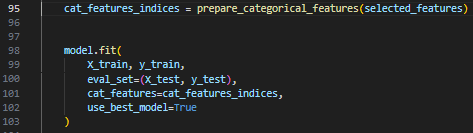 95 cat_features_indices = prepare_categorical_features(selected_features)
96
97
98 model.fit(
99 X_train, y_train,
100 eval_set=(X_test, y_test),
101 cat_features=cat_features_indices,
102 use_best_model=True
103 )